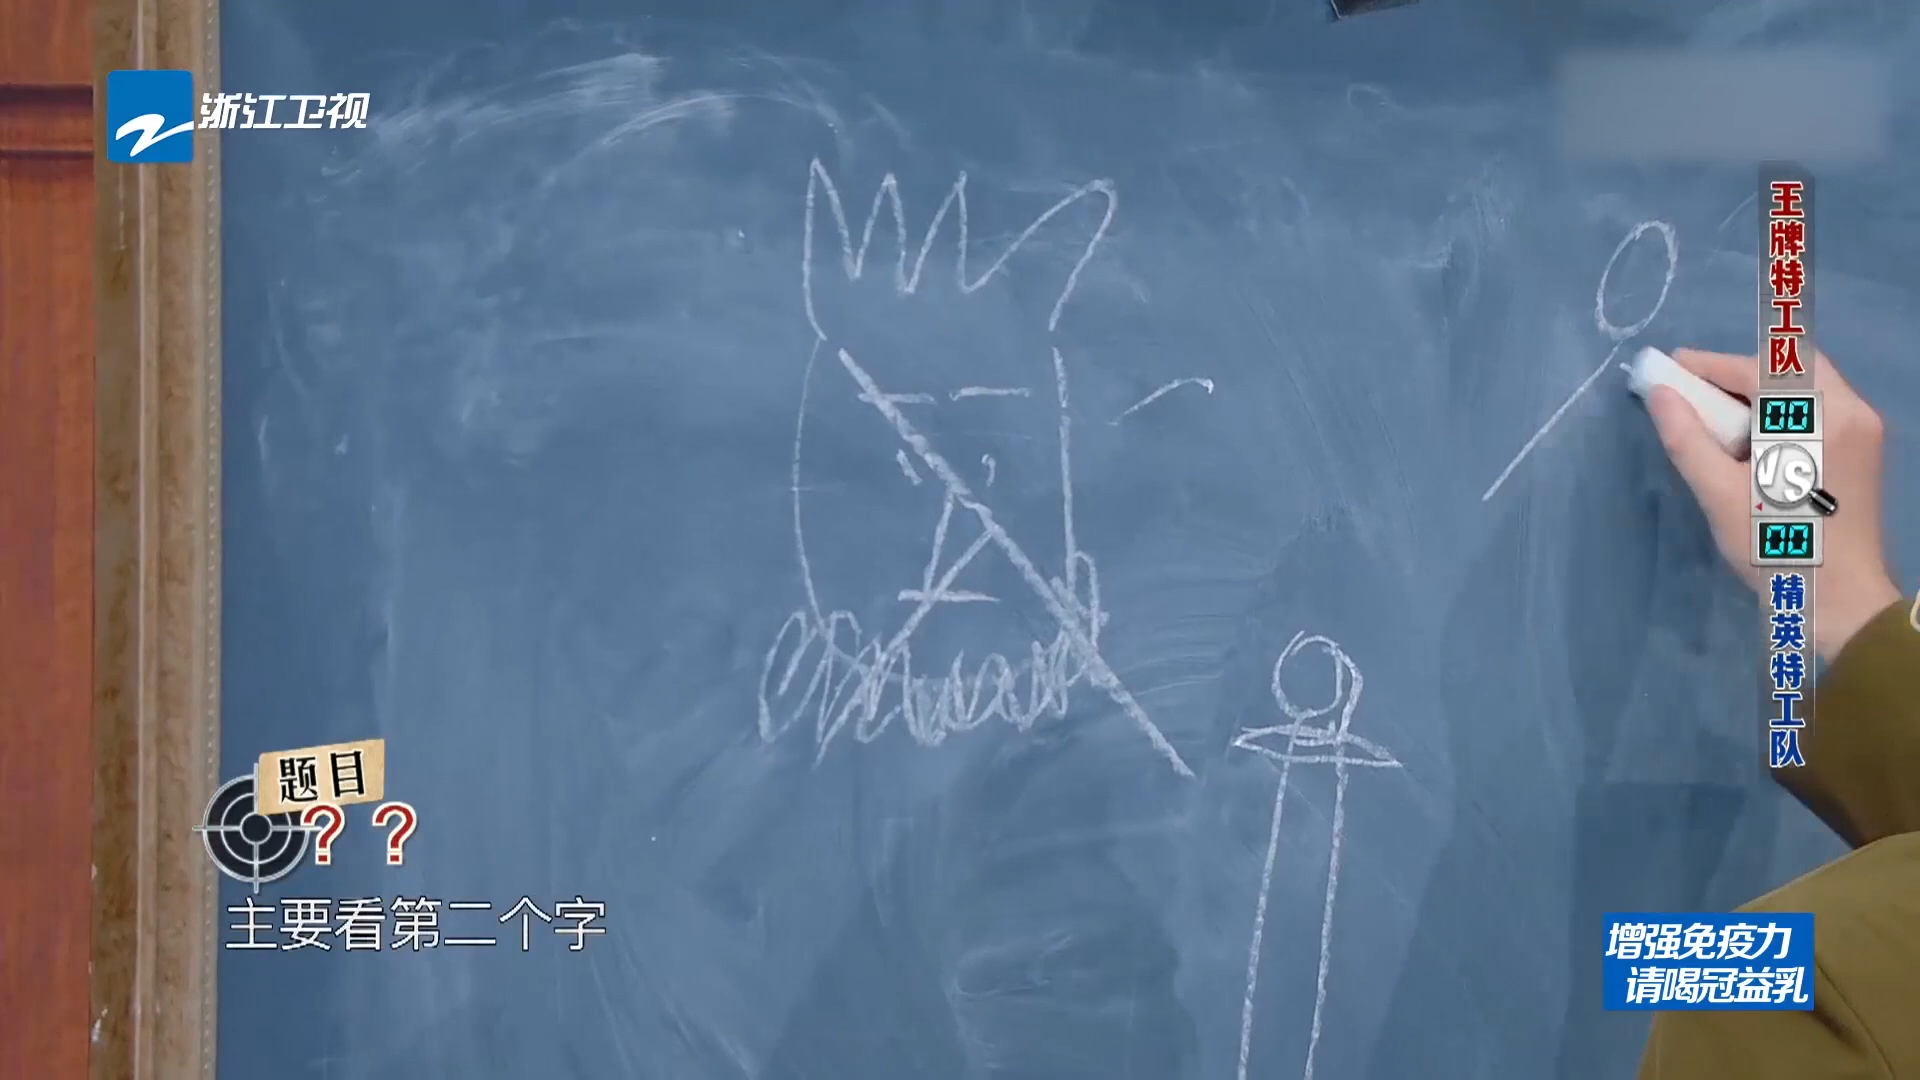 浙江卫视
王牌特工队
00
VS
00
精英特工队
题目
? ?
主要看第二个字
增强免疫力
请喝冠益乳